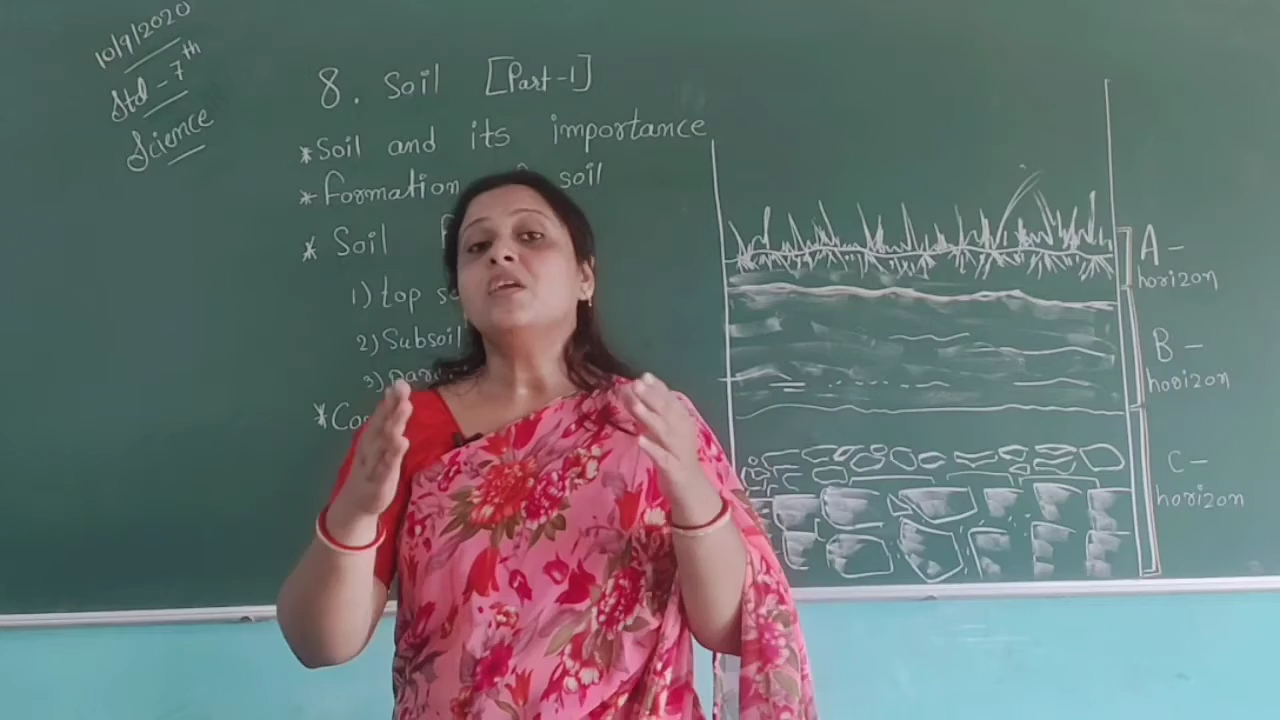 10/9/2020
Std - 7th
Science
8. Soil [Part-1]
*Soil and its importance
*Formation soil
* Soil
1) top
2) Subsoil
3)
*
A-
horizon
B-
horizon
C-
horizon